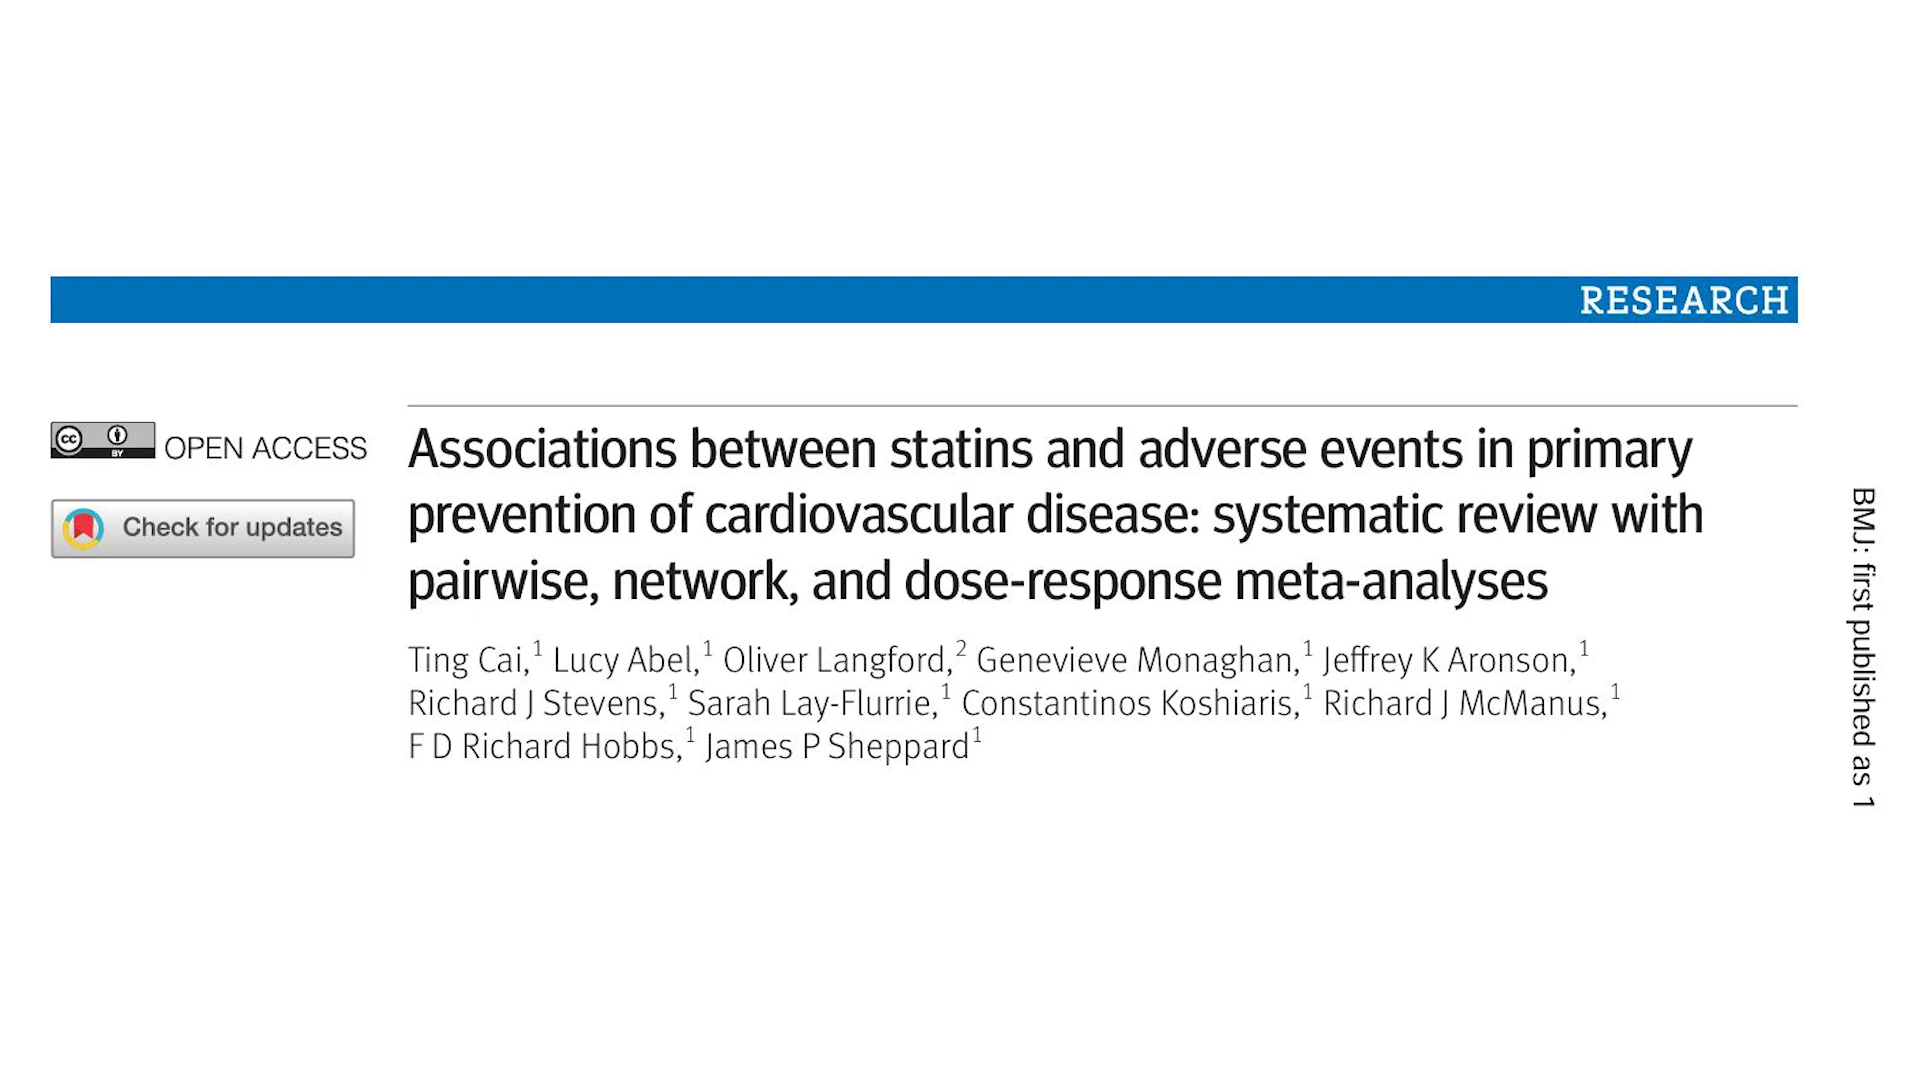 RESEARCH
cc BY OPEN ACCESS
Check for updates
Associations between statins and adverse events in primary
prevention of cardiovascular disease: systematic review with
pairwise, network, and dose-response meta-analyses
Ting Cai,1 Lucy Abel,1 Oliver Langford,2 Genevieve Monaghan,1 Jeffrey K Aronson,1
Richard J Stevens,1 Sarah Lay-Flurrie,1 Constantinos Koshiaris,1 Richard J McManus,1
F D Richard Hobbs,1 James P Sheppard1
BMJ: first published as 1